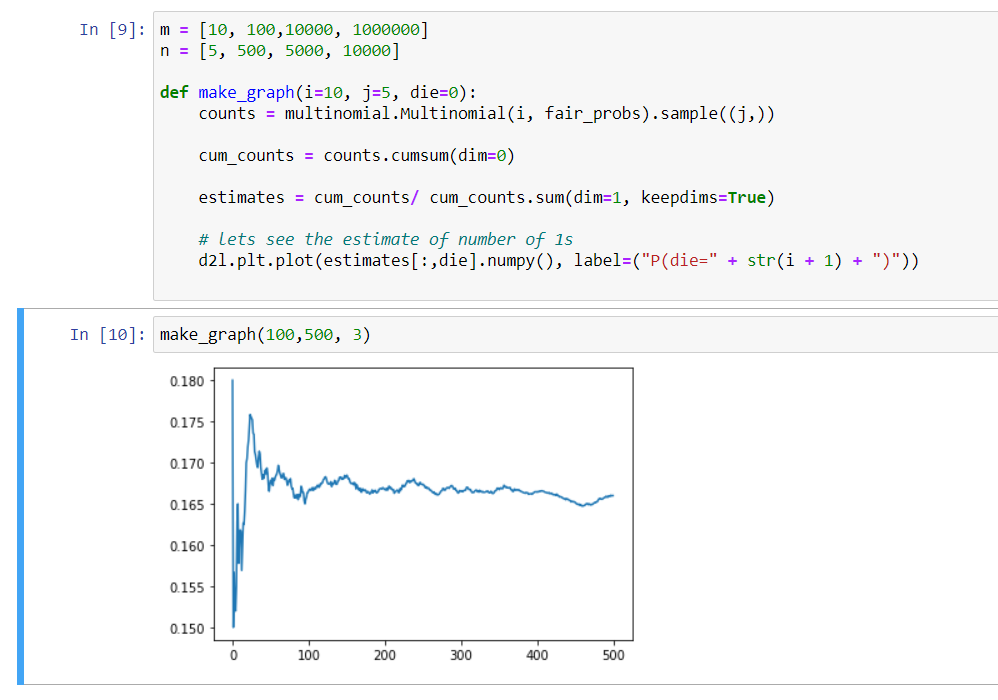 In [9]: m = [10, 100,10000, 1000000]
n = [5, 500, 5000, 10000]
def make_graph(i=10, j=5, die=0):
counts = multinomial.Multinomial(i, fair_probs).sample((j,))
cum_counts = counts.cumsum(dim=0)
estimates = cum_counts/ cum_counts.sum(dim=1, keepdims=True)
# lets see the estimate of number of 1s
d2l.plt.plot(estimates[:,die].numpy(), label=("P(die=" + str(i + 1) + ")"))
In [10]: make_graph(100,500, 3)
0.180
0.175
0.170
0.165
0.160
0.155
0.150
0 100 200 300 400 500